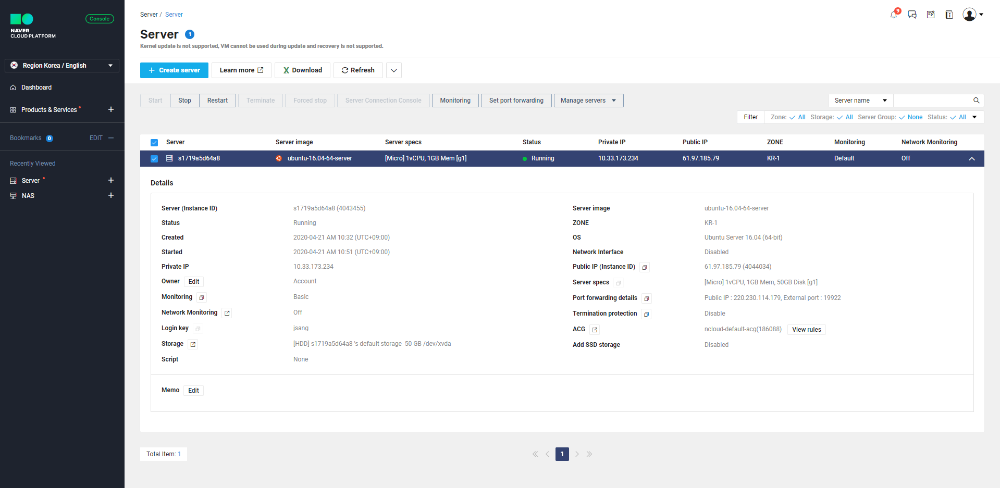 NAVER
CLOUD PLATFORM
Console
Region Korea / English
Dashboard
Products & Services
Bookmarks 0 EDIT
Recently Viewed
Server
NAS
Server / Server
9
Server 1
Kernel update is not supported, VM cannot be used during update and recovery is not supported.
+ Create server Learn more Download Refresh
Start Stop Restart Terminate Forced stop Server Connection Console Monitoring Set port forwarding Manage servers Server name
Filter Zone: All Storage: All Server Group: None Status: All
Server Server image Server specs Status Private IP Public IP ZONE Monitoring Network Monitoring
s1719a5d64a8 ubuntu-16.04-64-server [Micro] 1vCPU, 1GB Mem [g1] Running 10.33.173.234 61.97.185.79 KR-1 Default Off
Details
Server (Instance ID) s1719a5d64a8 (4043455)
Status Running
Created 2020-04-21 AM 10:32 (UTC+09:00)
Started 2020-04-21 AM 10:51 (UTC+09:00)
Private IP 10.33.173.234
Owner Edit Account
Monitoring Basic
Network Monitoring Off
Login key jsang
Storage [HDD] s1719a5d64a8 's default storage 50 GB /dev/xvda
Script None
Server image ubuntu-16.04-64-server
ZONE KR-1
OS Ubuntu Server 16.04 (64-bit)
Network Interface Disabled
Public IP (Instance ID) 61.97.185.79 (4044034)
Server specs [Micro] 1vCPU, 1GB Mem, 50GB Disk [g1]
Port forwarding details Public IP : 220.230.114.179, External port : 19922
Termination protection Disable
ACG ncloud-default-acg(186088) View rules
Add SSD storage Disabled
Memo Edit
Total Item: 1
1